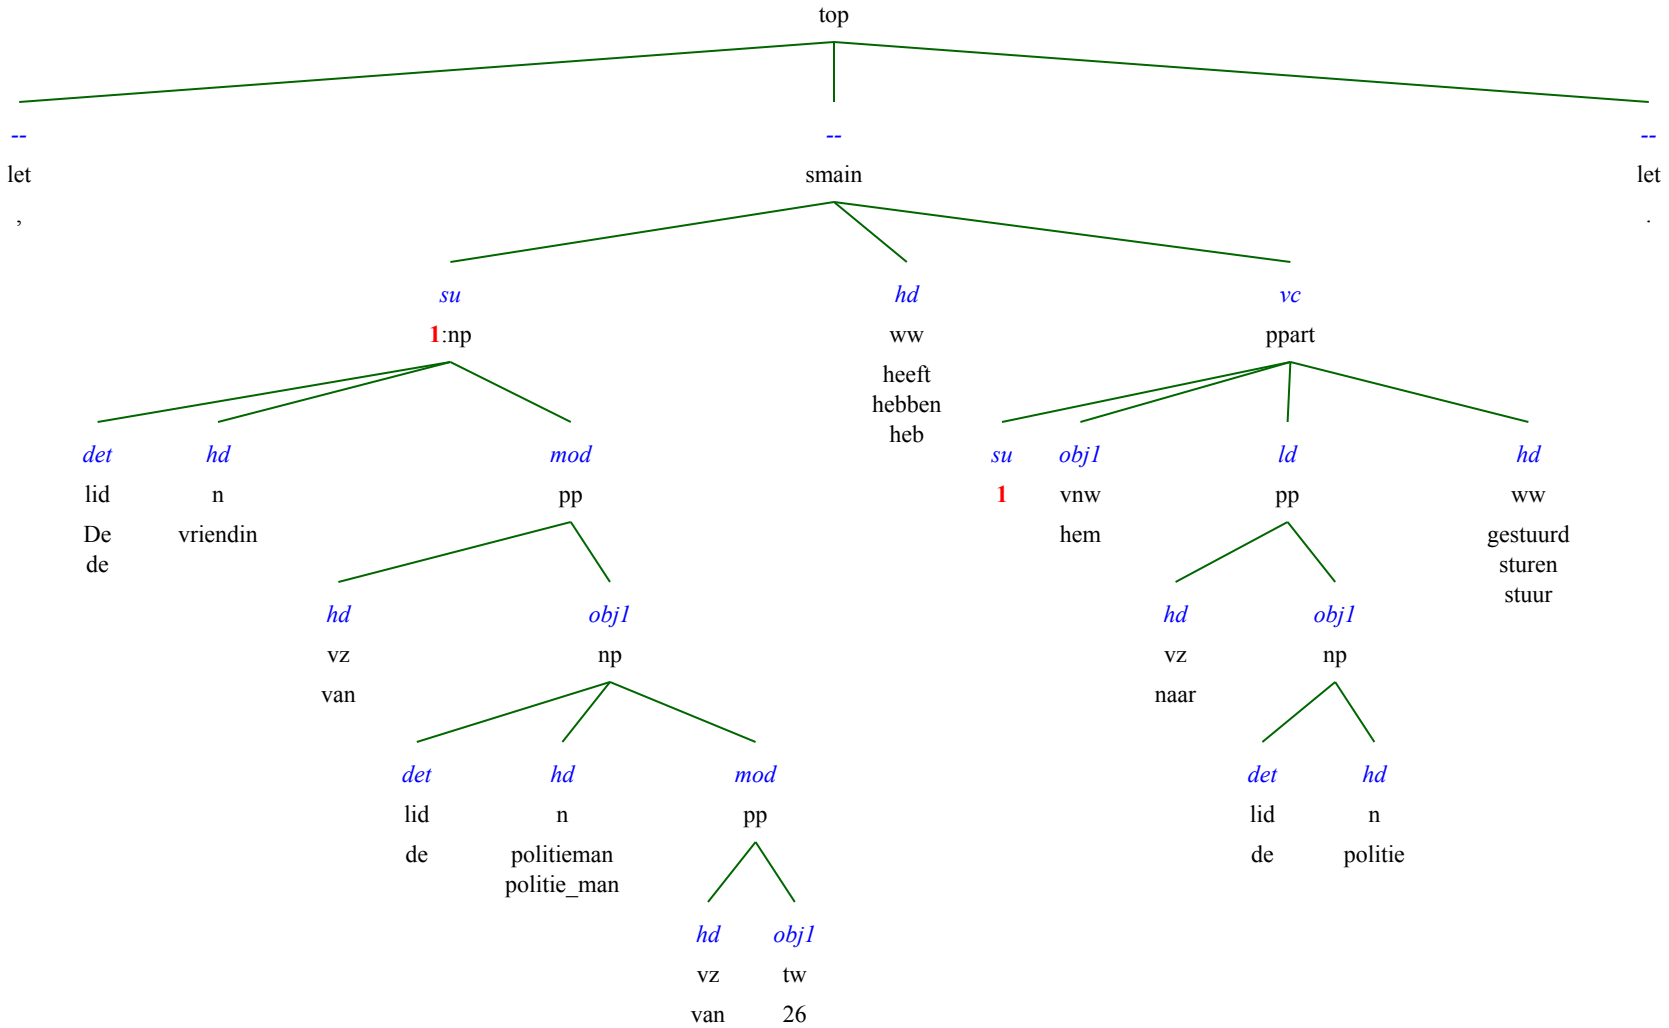 top
-- -- --
let smain let
, .
su hd vc
1:np ww ppart
heeft
hebben
heb
det hd mod su obj1 ld hd
lid n pp 1 vnw pp ww
De vriendin hem gestuurd
de sturen
stuur
hd obj1 hd obj1
vz np vz np
van naar
det hd mod det hd
lid n pp lid n
de politieman de politie
politie_man
hd obj1
vz tw
van 26